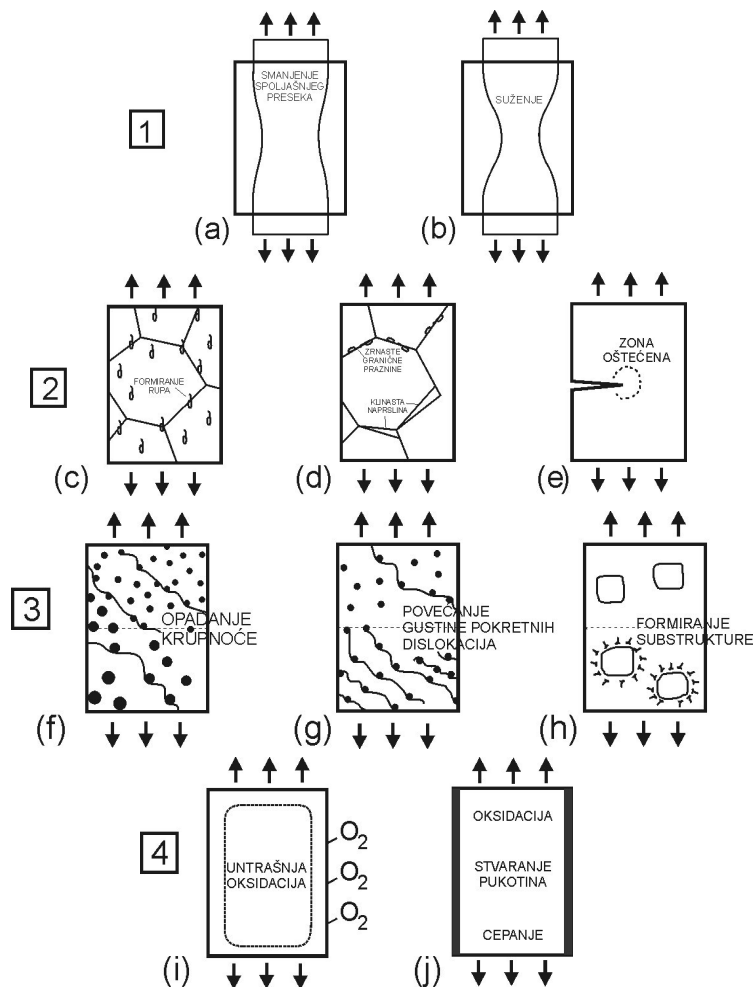 1
SMANJENJE
SPOLJAŠNJEG
PRESEKA
(a)
SUŽENJE
(b)
2
FORMIRANJE
RUPA
(c)
ZRNASTE
GRANIČNE
PRAZNINE
KLINASTA
NAPRSLINA
(d)
ZONA
OŠTEĆENA
(e)
3
OPADANJE
KRUPNOĆE
(f)
POVEĆANJE
GUSTINE POKRETNIH
DISLOKACIJA
(g)
FORMIRANJE
SUBSTRUKTURE
(h)
4
UNTRAŠNJA
OKSIDACIJA
O2
O2
O2
(i)
OKSIDACIJA
STVARANJE
PUKOTINA
CEPANJE
(j)